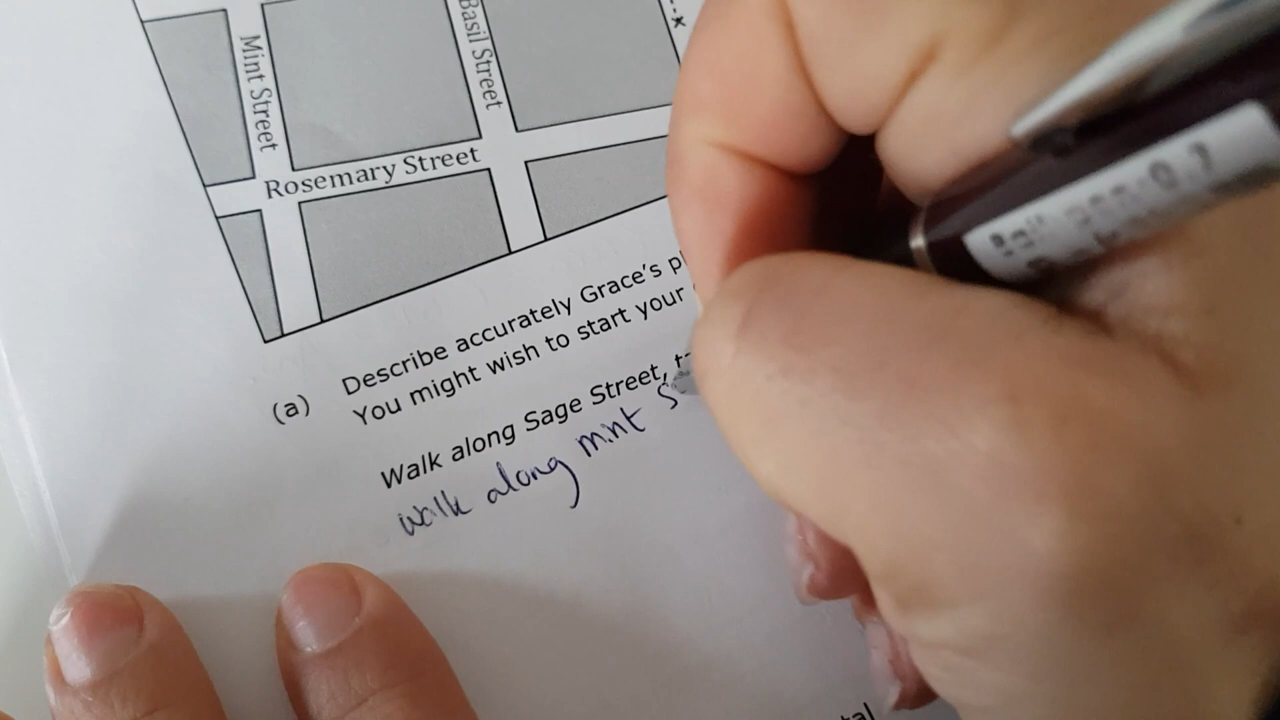 Mint Street
Basil Street
Rosemary Street
(a) Describe accurately Grace's
You might wish to start your
Walk along Sage Street,
walk along mint